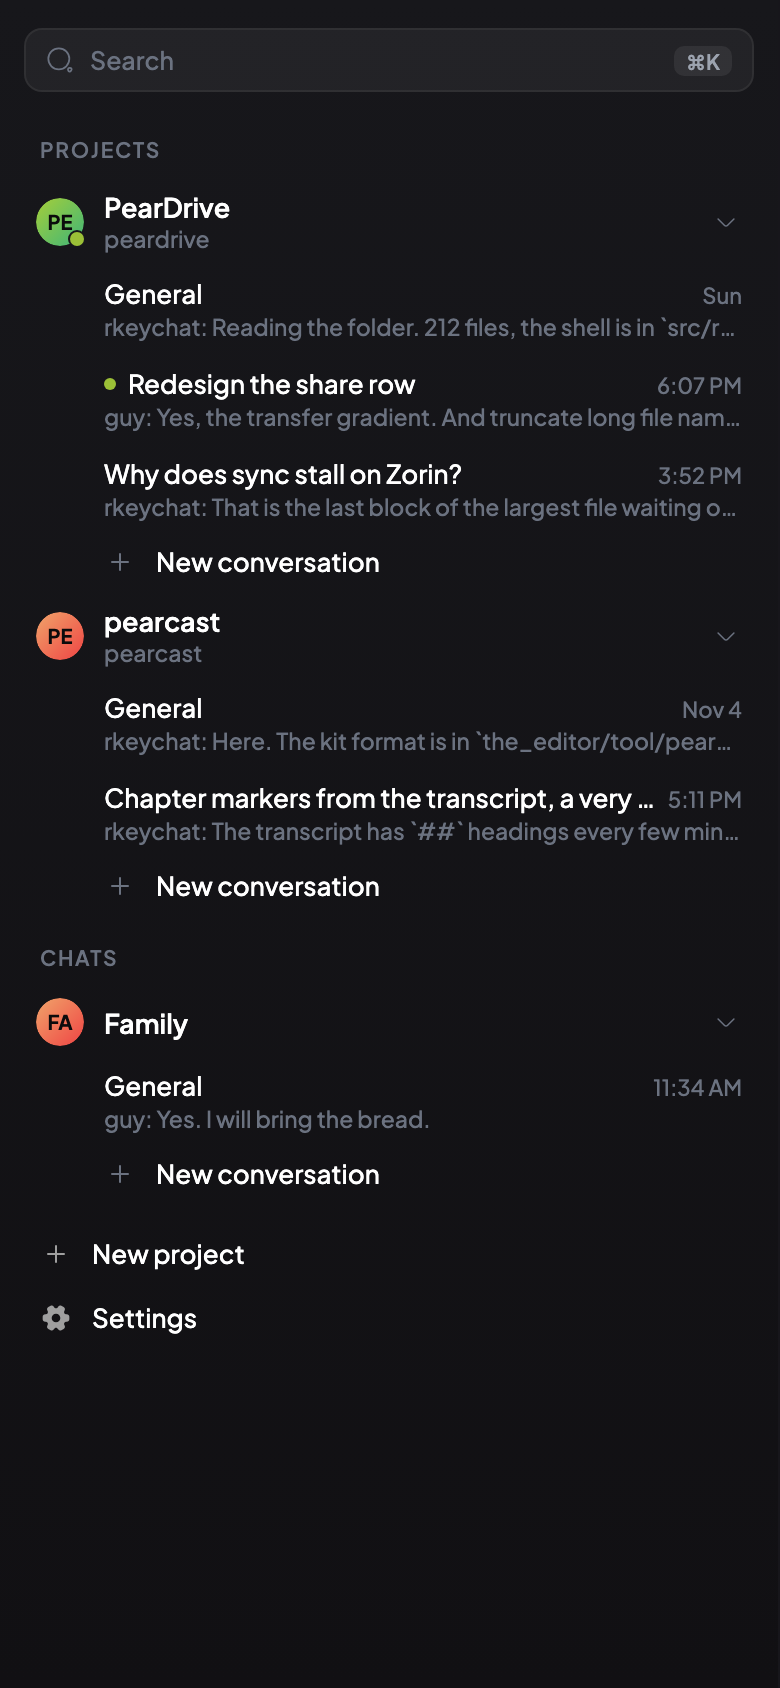 Search
⌘K
PROJECTS
PE
PearDrive
peardrive
General
Sun
rkeychat: Reading the folder. 212 files, the shell is in `src/r…
Redesign the share row
6:07 PM
guy: Yes, the transfer gradient. And truncate long file nam…
Why does sync stall on Zorin?
3:52 PM
rkeychat: That is the last block of the largest file waiting o…
+ New conversation
PE
pearcast
pearcast
General
Nov 4
rkeychat: Here. The kit format is in `the_editor/tool/pear…
Chapter markers from the transcript, a very …
5:11 PM
rkeychat: The transcript has `##` headings every few min…
+ New conversation
CHATS
FA
Family
General
11:34 AM
guy: Yes. I will bring the bread.
+ New conversation
+ New project
Settings